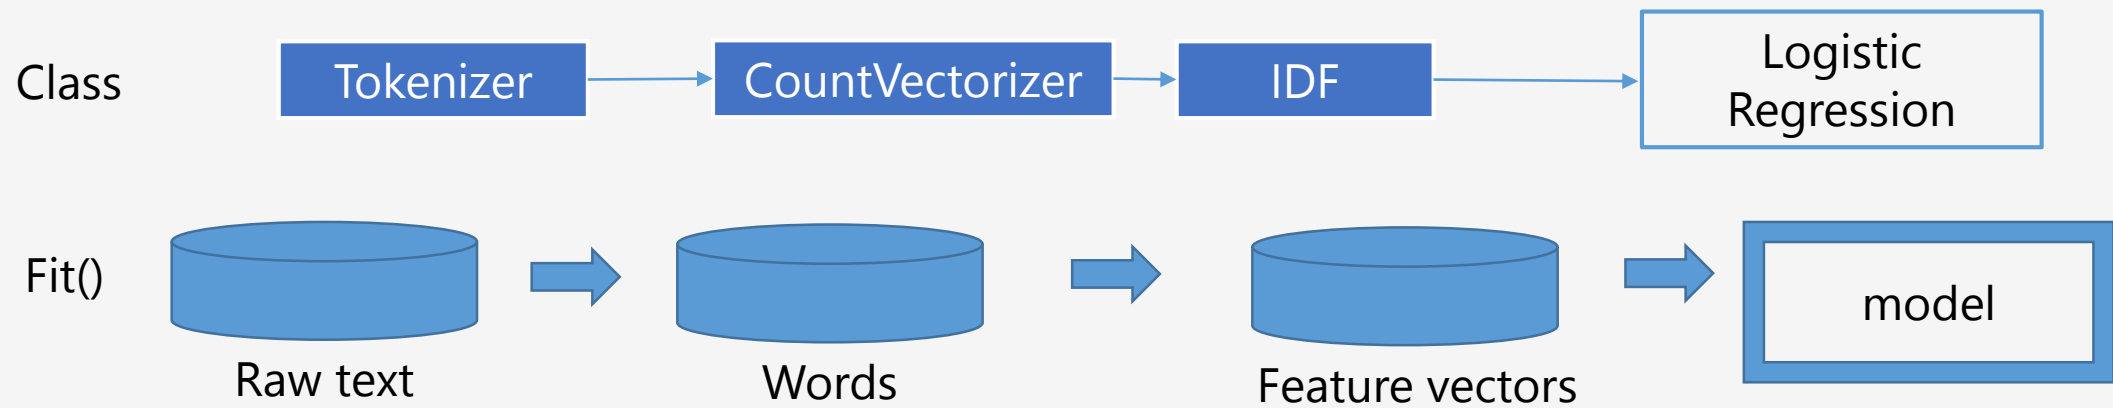 Class
Tokenizer
CountVectorizer
IDF
Logistic
Regression
Fit()
Raw text
Words
Feature vectors
model